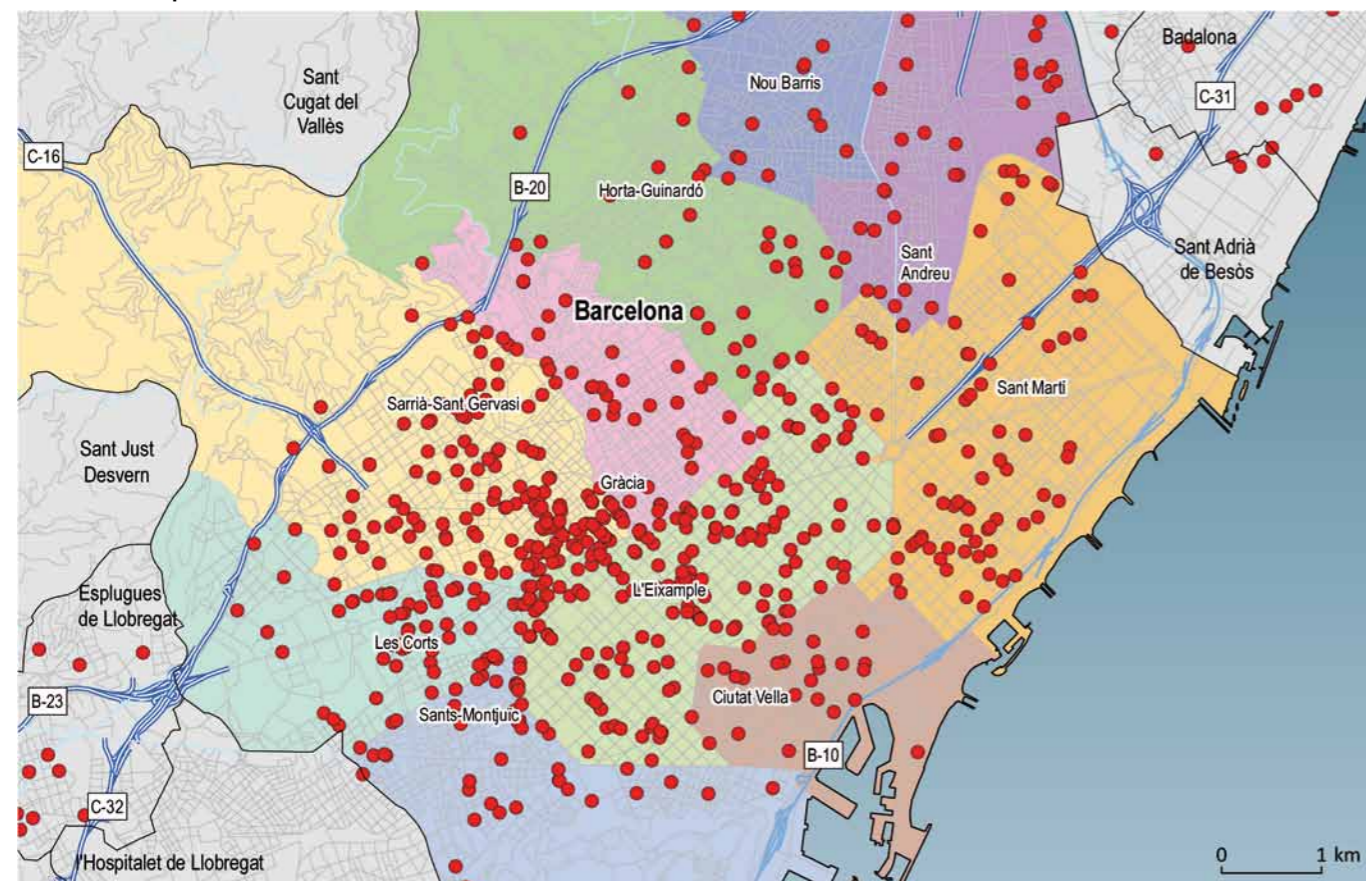 Badalona
Sant
Cugat del
Vallès
Nou Barris
C-31
C-16
B-20
Horta-Guinardó
Sant
Andreu
Sant Adrià
de Besòs
Barcelona
Sant Martí
Sarrià-Sant Gervasi
Sant Just
Desvern
Gràcia
Esplugues
de Llobregat
L'Eixample
Les Corts
B-23
Ciutat Vella
Sants-Montjuïc
B-10
C-32
l'Hospitalet de Llobregat
0 1 km